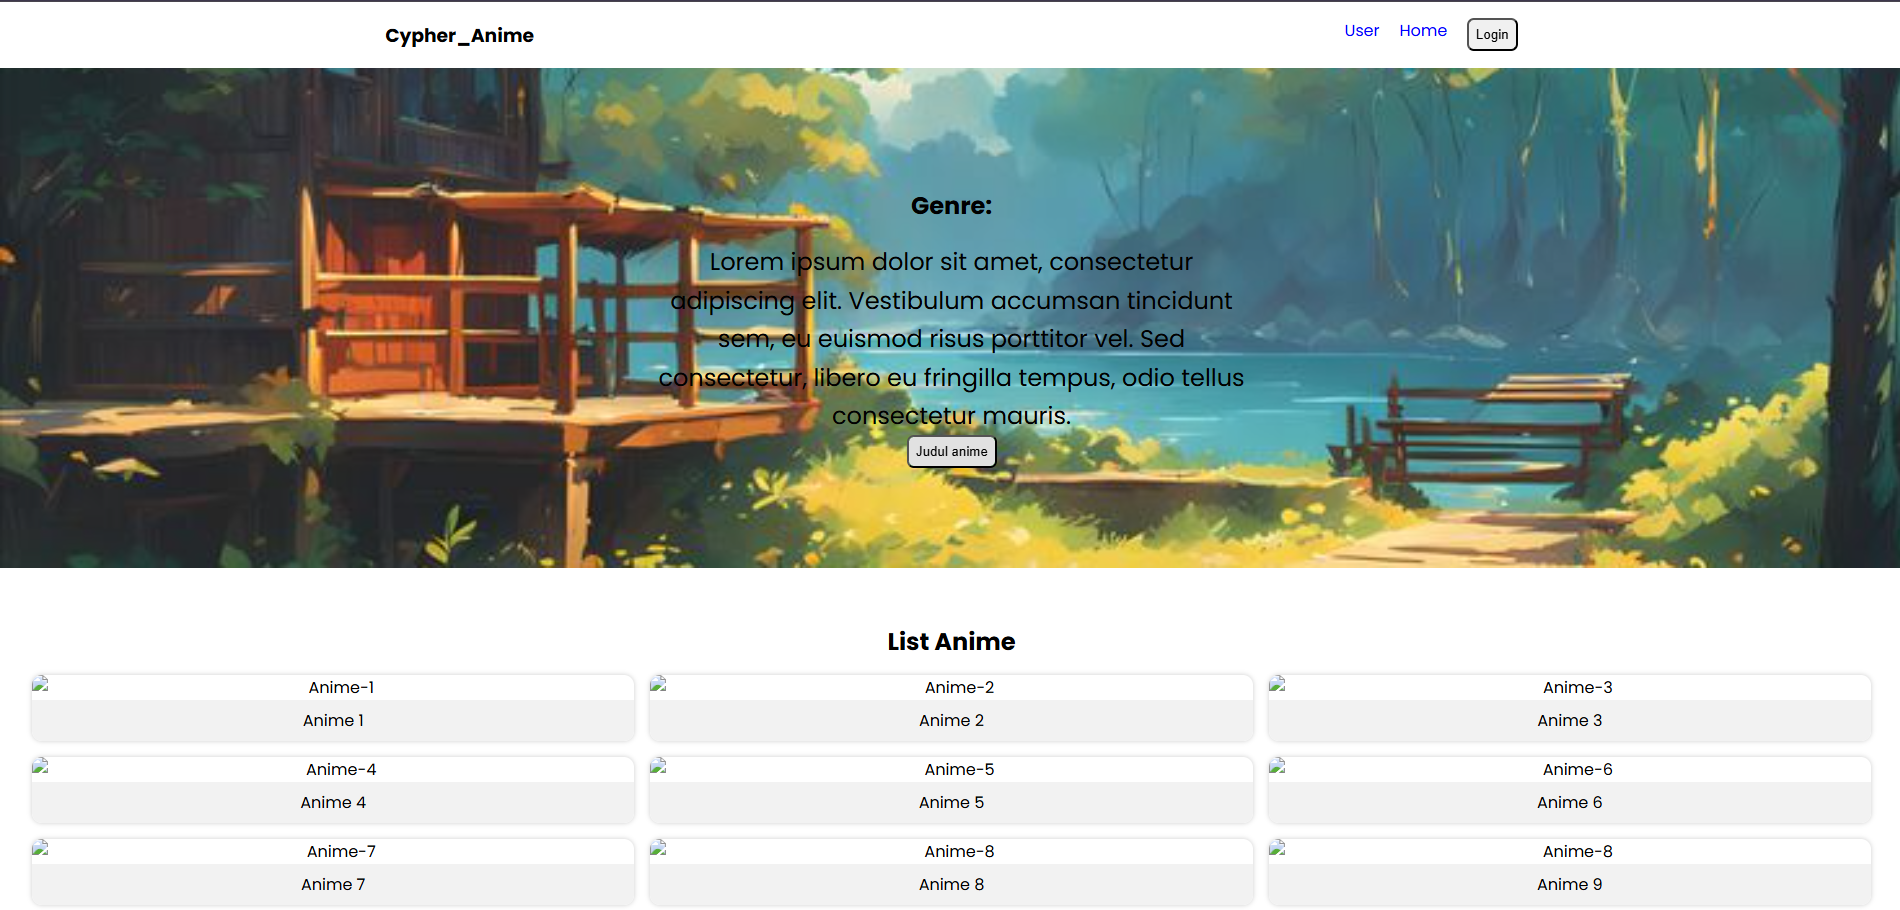 Cypher_Anime
User Home Login
Genre:
Lorem ipsum dolor sit amet, consectetur
adipiscing elit. Vestibulum accumsan tincidunt
sem, eu euismod risus porttitor vel. Sed
consectetur, libero eu fringilla tempus, odio tellus
consectetur mauris.
Judul anime
List Anime
Anime-1
Anime 1
Anime-2
Anime 2
Anime-3
Anime 3
Anime-4
Anime 4
Anime-5
Anime 5
Anime-6
Anime 6
Anime-7
Anime 7
Anime-8
Anime 8
Anime-8
Anime 9